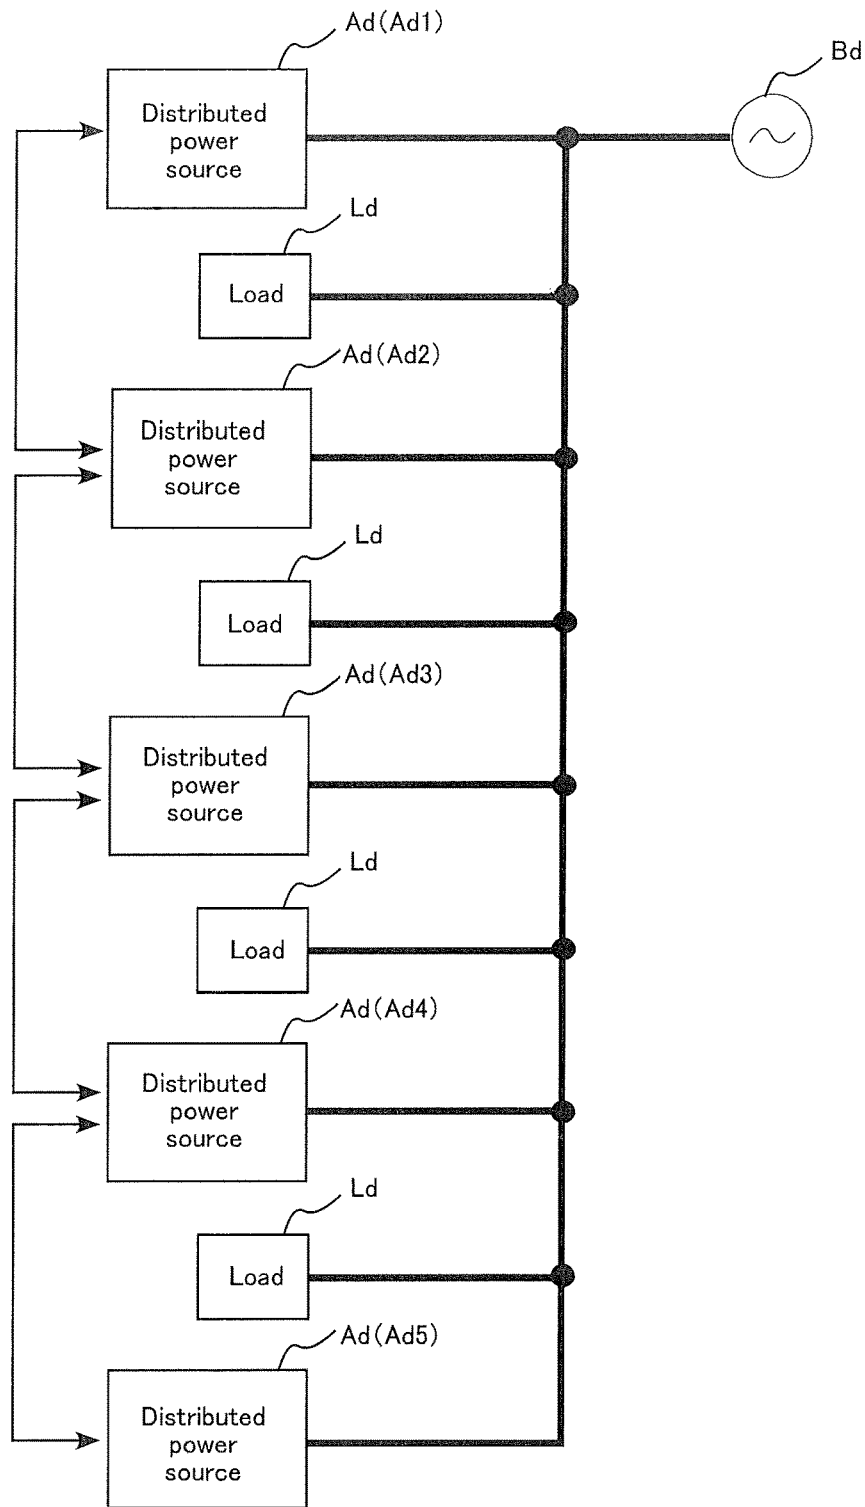 Ad(Ad1)
Bd
Distributed
power
source
Ld
Load
Ad(Ad2)
Distributed
power
source
Ld
Load
Ad(Ad3)
Distributed
power
source
Ld
Load
Ad(Ad4)
Distributed
power
source
Ld
Load
Ad(Ad5)
Distributed
power
source